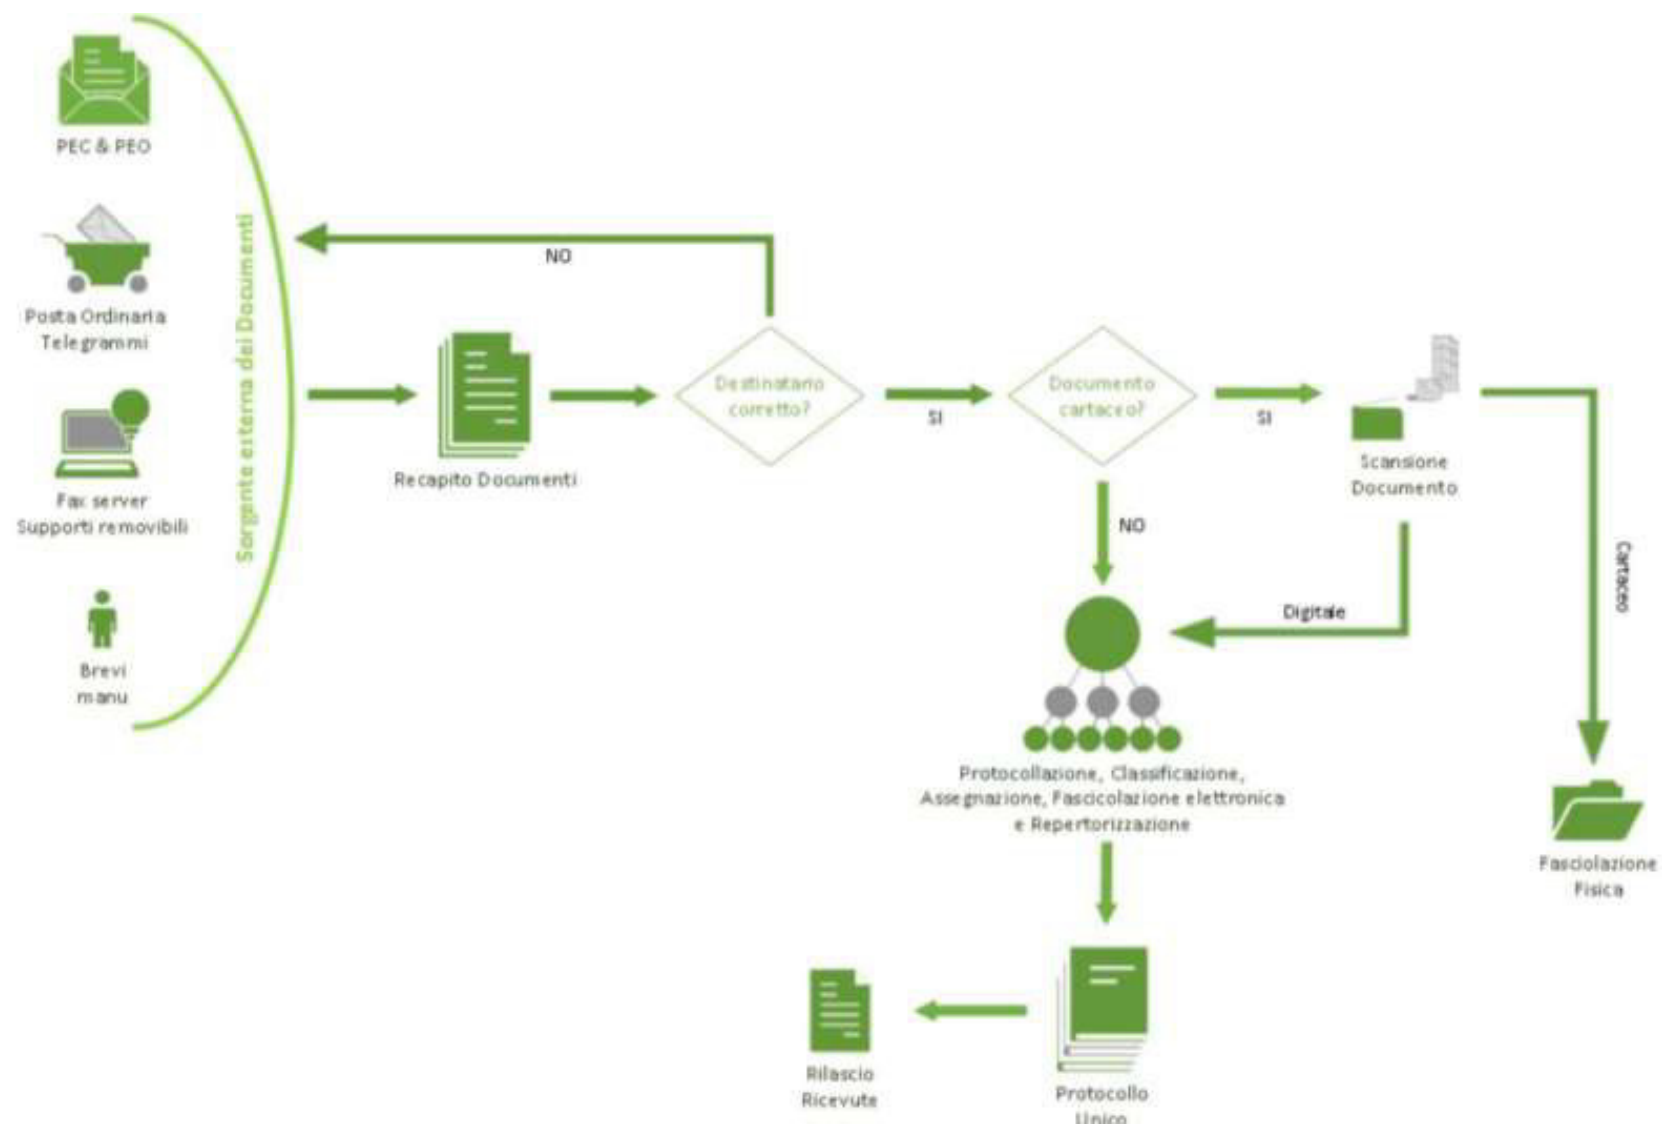 PEC & PEO
Posta Ordinaria
Telegrammi
Fax server
Supporti removibili
Brevi
manu
Sorgente esterna dei Documenti
NO
Recapito Documenti
Destinatario
corretto?
SI
Documento
cartaceo?
SI
NO
Scansione
Documento
Digitale
Cartaceo
Protocollazione, Classificazione,
Assegnazione, Fascicolazione elettronica
e Repertorizzazione
Fasciolazione
Fisica
Rilascio
Ricevute
Protocollo
Unico